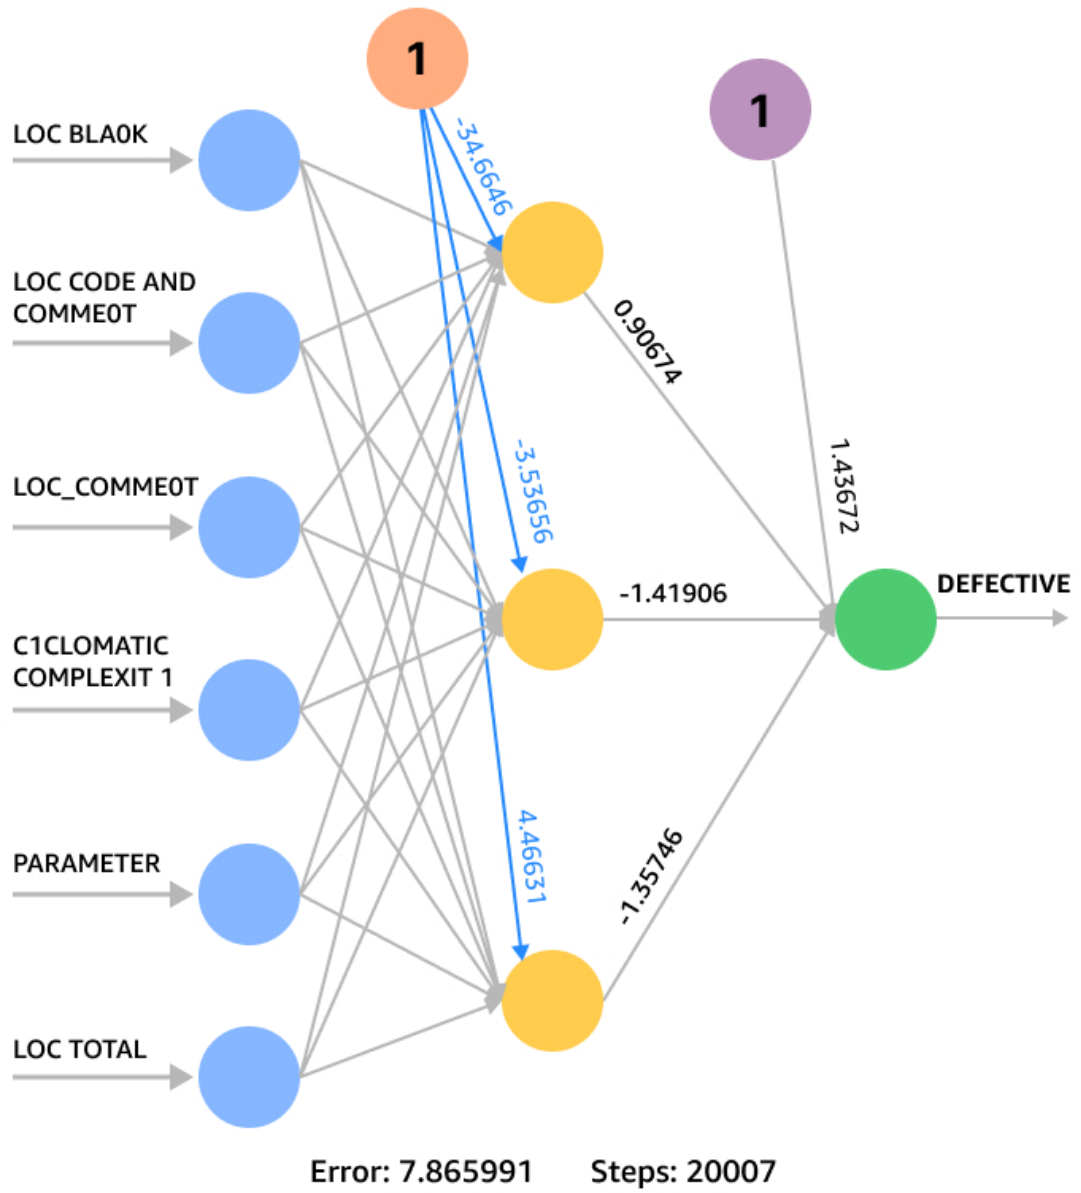 1
1
LOC BLA0K
-34.6646
LOC CODE AND
COMME0T
0.90674
LOC_COMME0T
-3.53656
1.43672
-1.41906
DEFECTIVE
C1CLOMATIC
COMPLEXIT 1
4.46631
-1.35746
PARAMETER
LOC TOTAL
Error: 7.865991
Steps: 20007